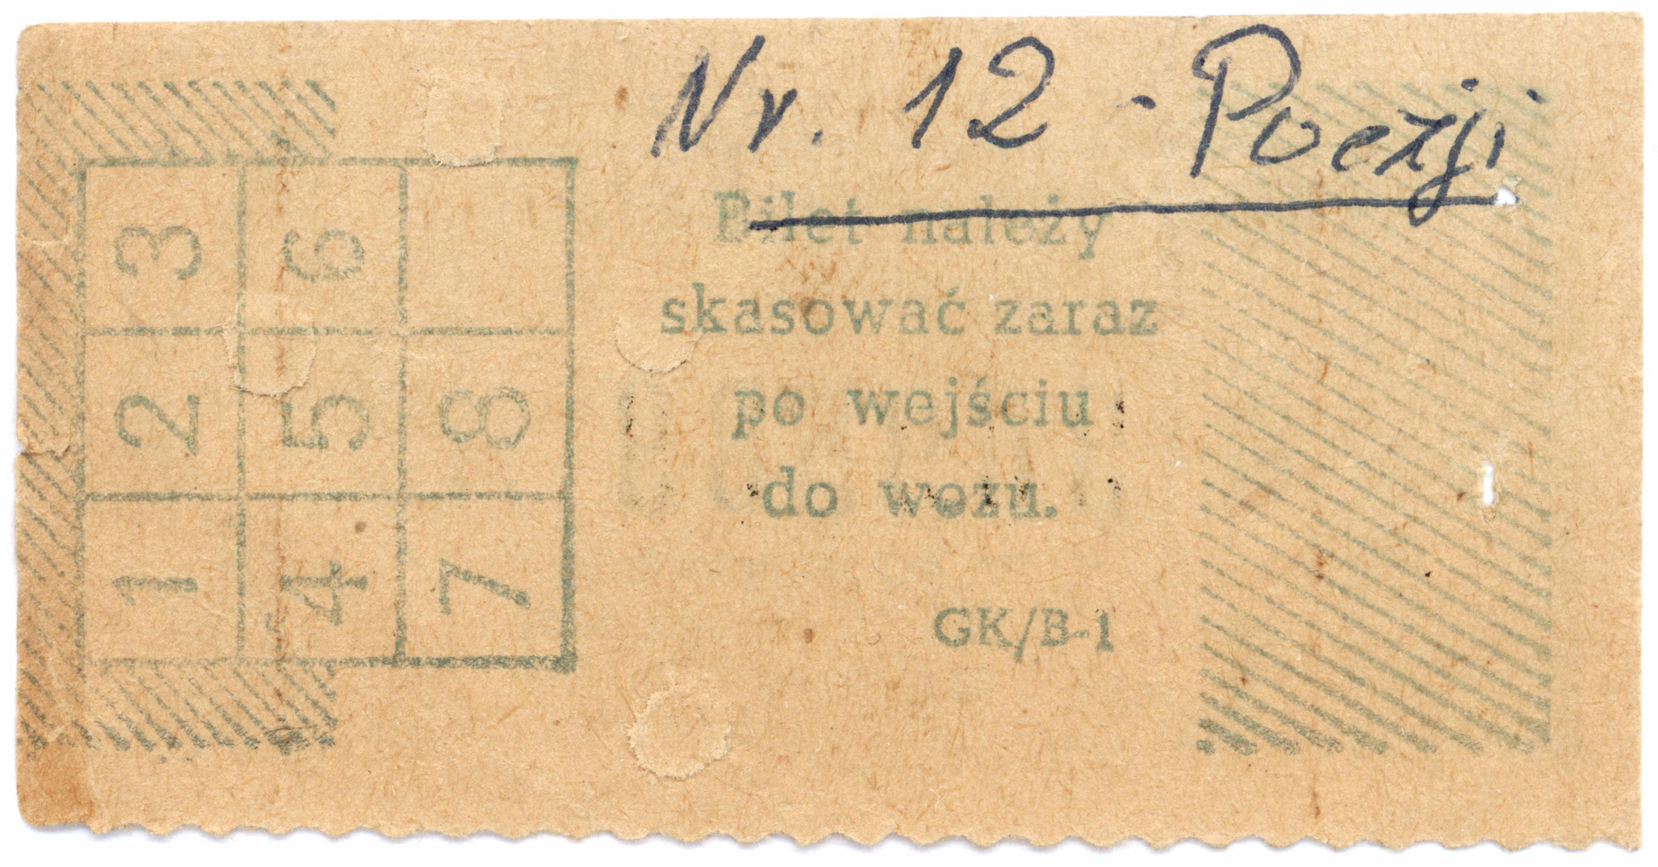 Nr. 12 - Poezji
Bilet należy
skasować zaraz
po wejściu
do wozu.
GK/B-1
3 6
2 5 8
1 4 7